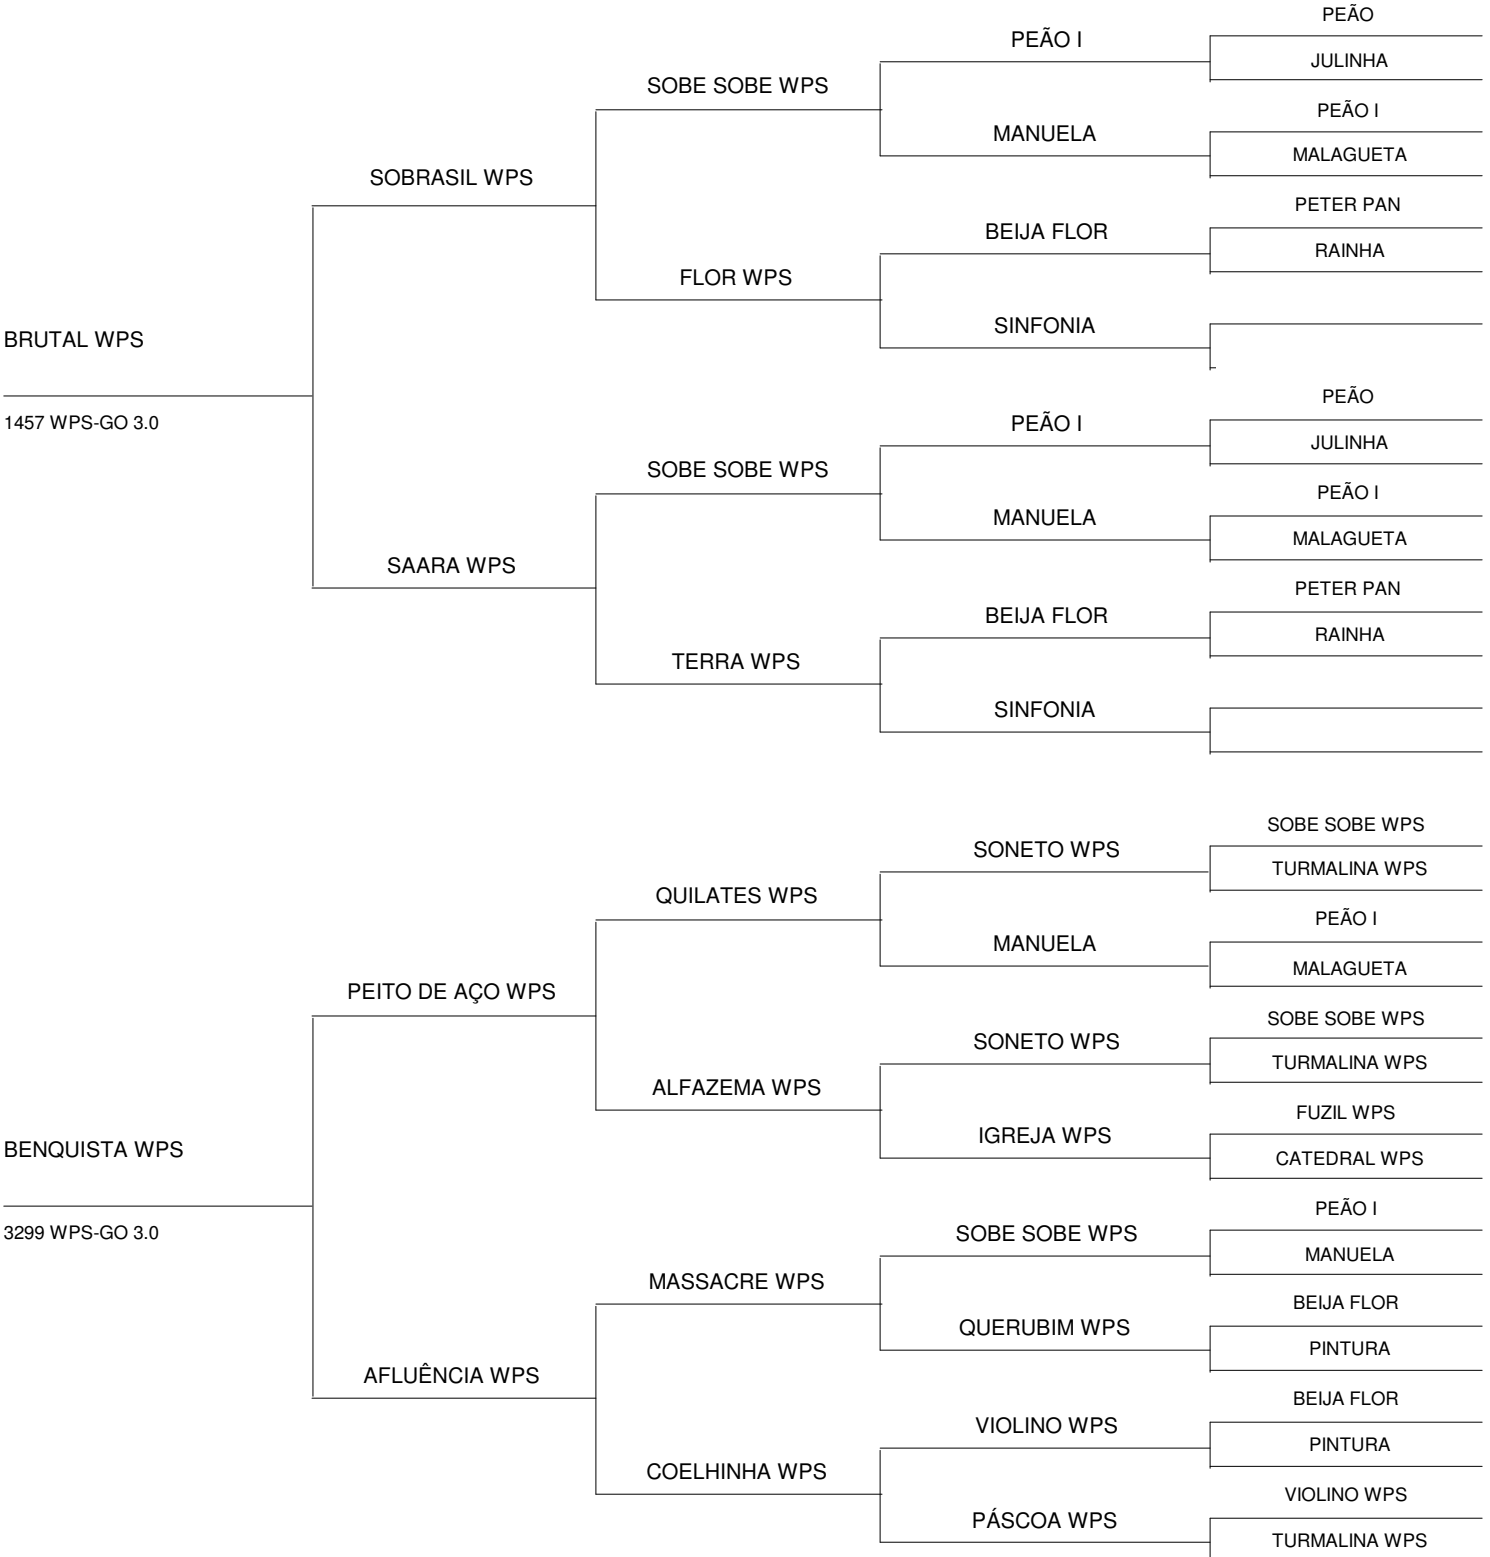 PEÃO
PEÃO I
JULINHA
SOBE SOBE WPS
PEÃO I
MANUELA
MALAGUETA
SOBRASIL WPS
PETER PAN
BEIJA FLOR
RAINHA
FLOR WPS
SINFONIA
BRUTAL WPS
1457 WPS-GO 3.0
PEÃO
PEÃO I
JULINHA
SOBE SOBE WPS
PEÃO I
MANUELA
MALAGUETA
SAARA WPS
PETER PAN
BEIJA FLOR
RAINHA
TERRA WPS
SINFONIA
SOBE SOBE WPS
SONETO WPS
TURMALINA WPS
QUILATES WPS
PEÃO I
MANUELA
MALAGUETA
PEITO DE AÇO WPS
SOBE SOBE WPS
SONETO WPS
TURMALINA WPS
ALFAZEMA WPS
FUZIL WPS
IGREJA WPS
CATEDRAL WPS
BENQUISTA WPS
3299 WPS-GO 3.0
PEÃO I
SOBE SOBE WPS
MANUELA
MASSACRE WPS
BEIJA FLOR
QUERUBIM WPS
PINTURA
AFLUÊNCIA WPS
BEIJA FLOR
VIOLINO WPS
PINTURA
COELHINHA WPS
VIOLINO WPS
PÁSCOA WPS
TURMALINA WPS